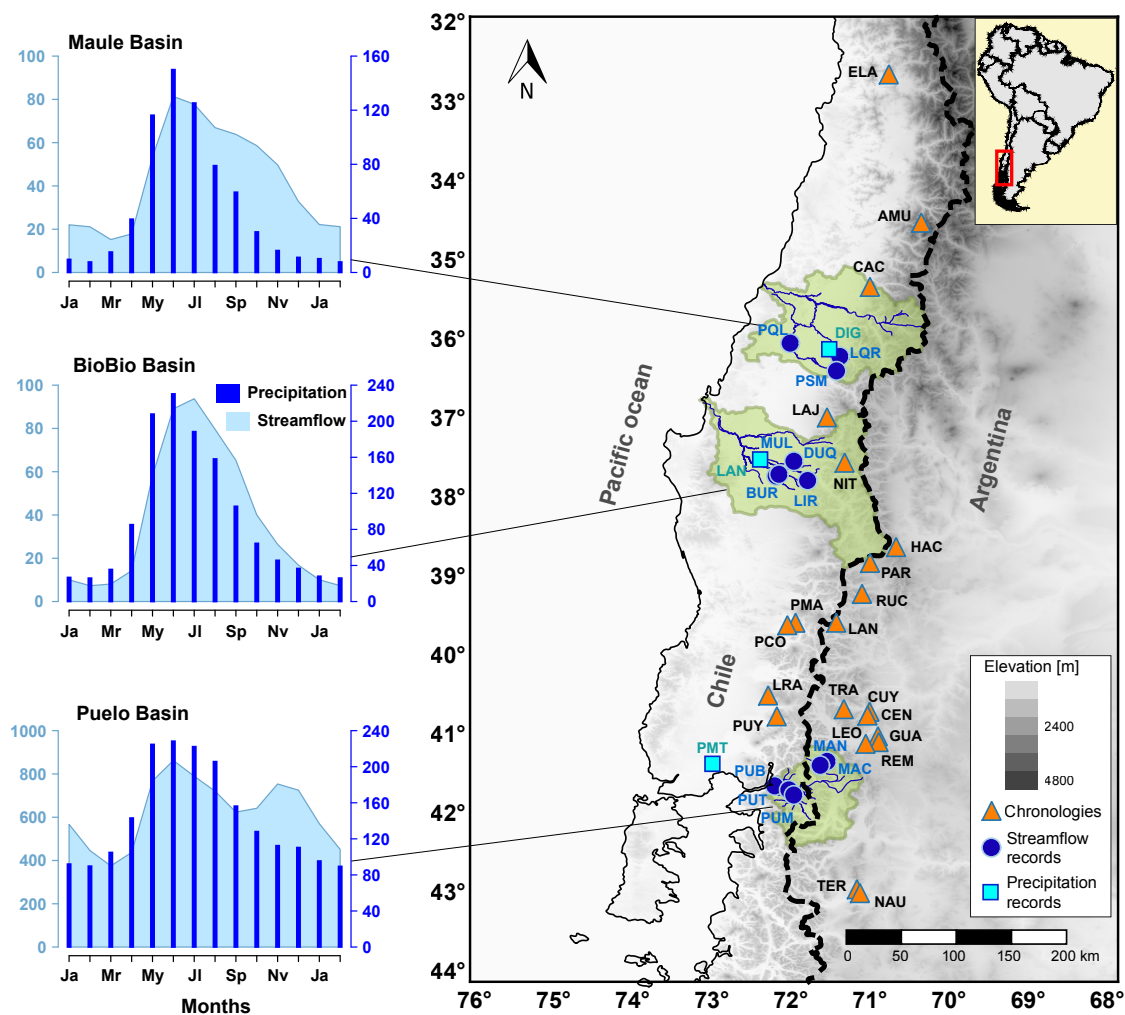 Maule Basin
100
80
60
40
20
0
160
120
80
40
0
Ja Mr My Jl Sp Nv Ja
BioBio Basin
Precipitation
Streamflow
100
80
60
40
20
0
240
200
160
120
80
40
0
Ja Mr My Jl Sp Nv Ja
Puelo Basin
1000
800
600
400
200
0
240
200
160
120
80
40
0
Ja Mr My Jl Sp Nv Ja
Months
32°
33°
34°
35°
36°
37°
38°
39°
40°
41°
42°
43°
44°
N
ELA
AMU
CAC
PQL
DIG
LQR
PSM
LAJ
MUL
DUQ
LAN
NIT
BUR
LIR
HAC
PAR
RUC
PMA
PCO
LAN
LRA
TRA
CUY
CEN
PUY
LEO
GUA
MAN
REM
PMT
PUB
MAC
PUT
PUM
TER
NAU
Pacific ocean
Argentina
Chile
Elevation [m]
2400
4800
Chronologies
Streamflow
records
Precipitation
records
0 50 100 150 200 km
76° 75° 74° 73° 72° 71° 70° 69° 68°